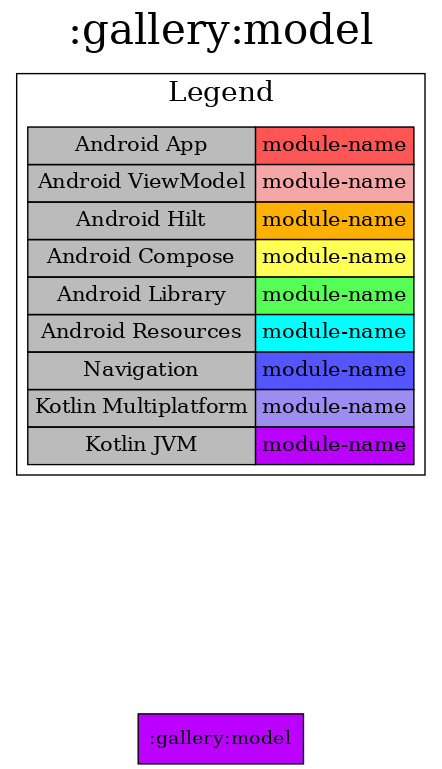 :gallery:model
Legend
Android App module-name
Android ViewModel module-name
Android Hilt module-name
Android Compose module-name
Android Library module-name
Android Resources module-name
Navigation module-name
Kotlin Multiplatform module-name
Kotlin JVM module-name
:gallery:model